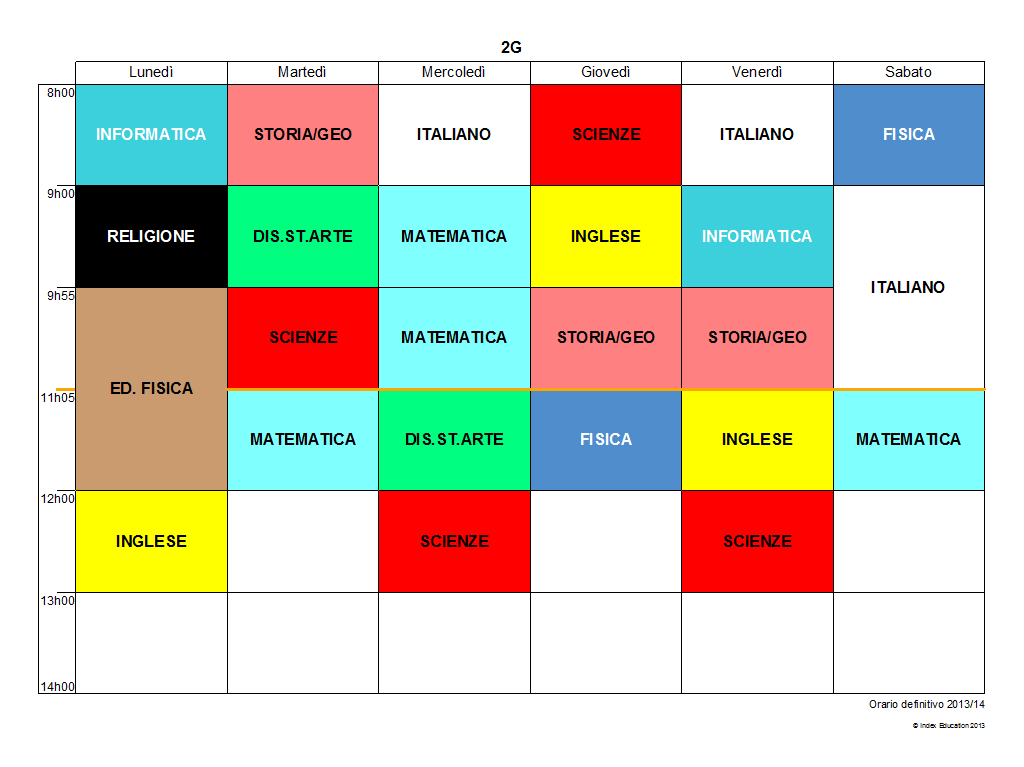 2G
Lunedì Martedì Mercoledì Giovedì Venerdì Sabato
8h00
INFORMATICA STORIA/GEO ITALIANO SCIENZE ITALIANO FISICA
9h00
RELIGIONE DIS.ST.ARTE MATEMATICA INGLESE INFORMATICA
ITALIANO
9h55
SCIENZE MATEMATICA STORIA/GEO STORIA/GEO
ED. FISICA
11h05
MATEMATICA DIS.ST.ARTE FISICA INGLESE MATEMATICA
12h00
INGLESE SCIENZE SCIENZE
13h00
14h00
Orario definitivo 2013/14
© Index Education 2013